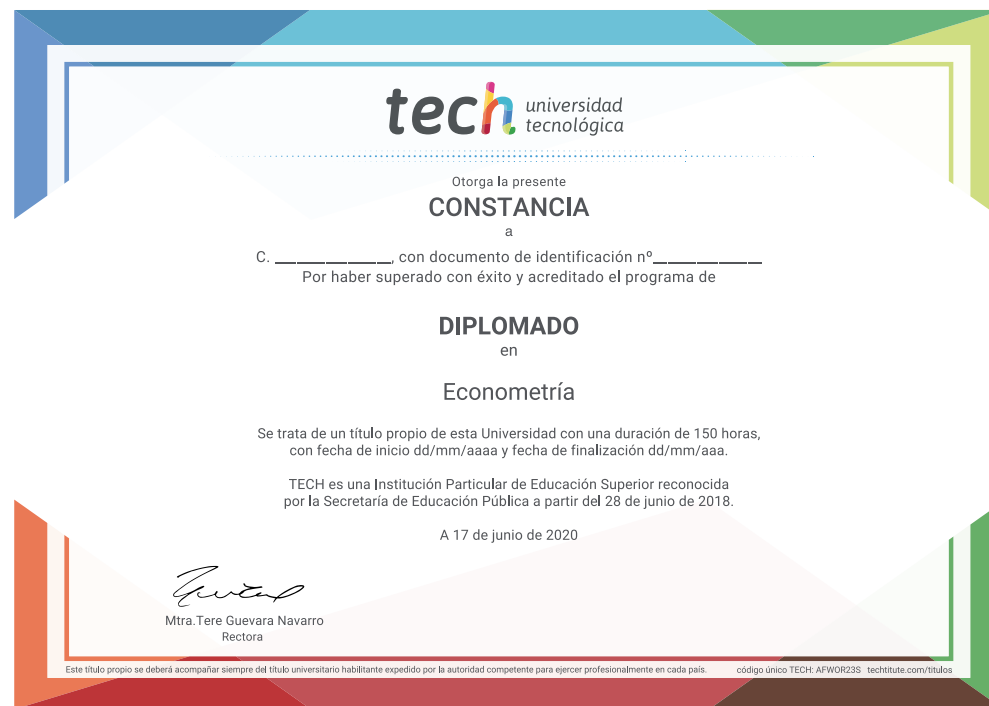 tech universidad
tecnológica
Otorga la presente
CONSTANCIA
a
C. ______________, con documento de identificación nº_____________
Por haber superado con éxito y acreditado el programa de
DIPLOMADO
en
Econometría
Se trata de un título propio de esta Universidad con una duración de 150 horas,
con fecha de inicio dd/mm/aaaa y fecha de finalización dd/mm/aaa.
TECH es una Institución Particular de Educación Superior reconocida
por la Secretaría de Educación Pública a partir del 28 de junio de 2018.
A 17 de junio de 2020
Mtra.Tere Guevara Navarro
Rectora
Este título propio se deberá acompañar siempre del título universitario habilitante expedido por la autoridad competente para ejercer profesionalmente en cada país. código único TECH: AFWOR23S techtitute.com/titulos